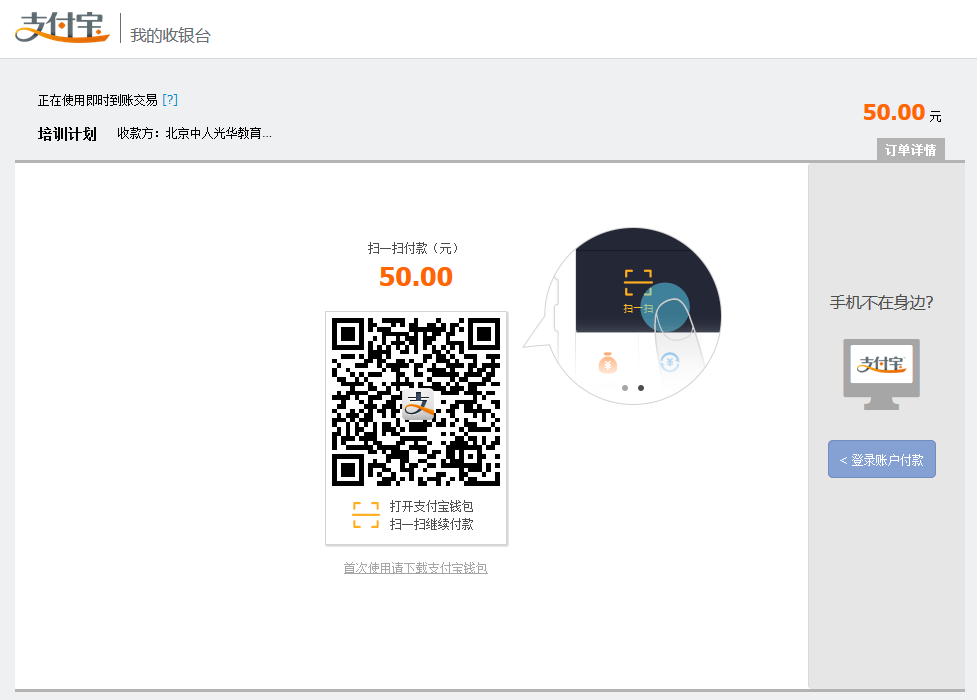 支付宝
我的收银台
正在使用即时到账交易 [?]
培训计划 收款方：北京中人光华教育...
50.00 元
订单详情
扫一扫付款（元）
50.00
扫一扫
支
打开支付宝钱包
扫一扫继续付款
首次使用请下载支付宝钱包
手机不在身边?
支付宝
< 登录账户付款